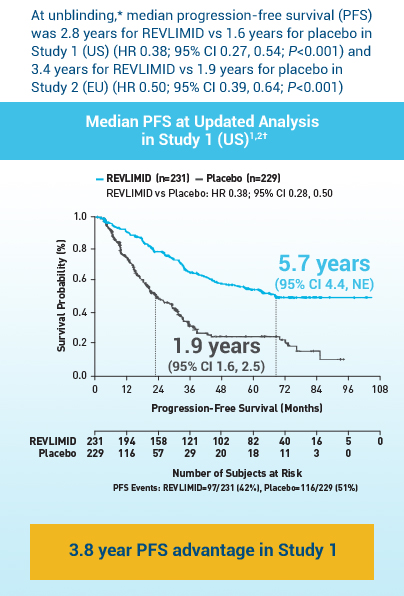 At unblinding,* median progression-free survival (PFS)
was 2.8 years for REVLIMID vs 1.6 years for placebo in
Study 1 (US) (HR 0.38; 95% CI 0.27, 0.54; P<0.001) and
3.4 years for REVLIMID vs 1.9 years for placebo in
Study 2 (EU) (HR 0.50; 95% CI 0.39, 0.64; P<0.001)
Median PFS at Updated Analysis
in Study 1 (US)1,2†
REVLIMID (n=231) Placebo (n=229)
REVLIMID vs Placebo: HR 0.38; 95% CI 0.28, 0.50
Survival Probability (%)
1.0
0.8
0.6
0.4
0.2
0.0
5.7 years
(95% CI 4.4, NE)
1.9 years
(95% CI 1.6, 2.5)
0 12 24 36 48 60 72 84 96 108
Progression-Free Survival (Months)
REVLIMID 231 194 158 121 102 82 40 16 5 0
Placebo 229 116 57 29 20 18 11 3 0
Number of Subjects at Risk
PFS Events: REVLIMID=97/231 (42%), Placebo=116/229 (51%)
3.8 year PFS advantage in Study 1